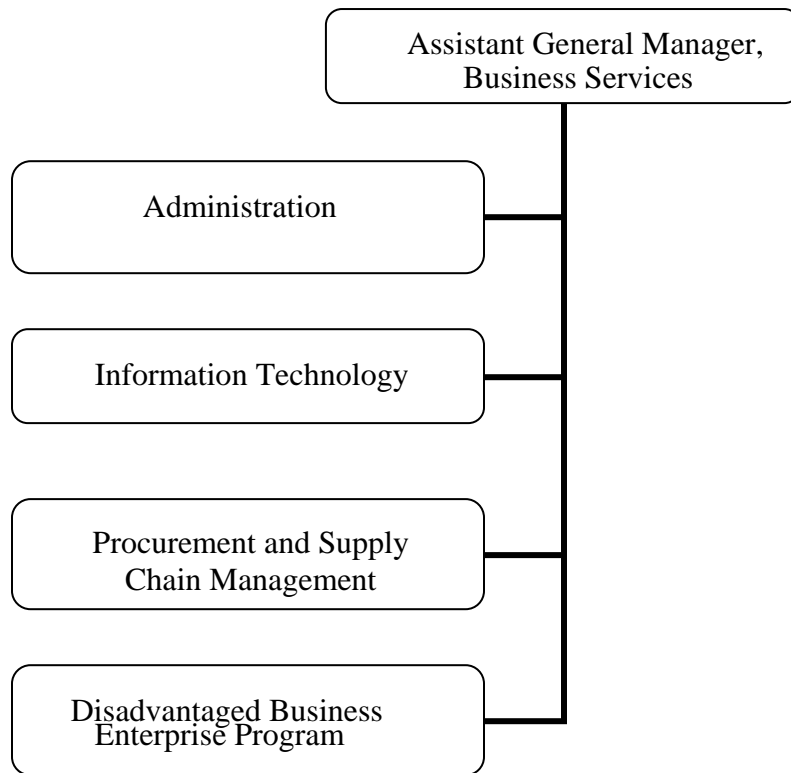 Assistant General Manager,
Business Services
Administration
Information Technology
Procurement and Supply
Chain Management
Disadvantaged Business
Enterprise Program